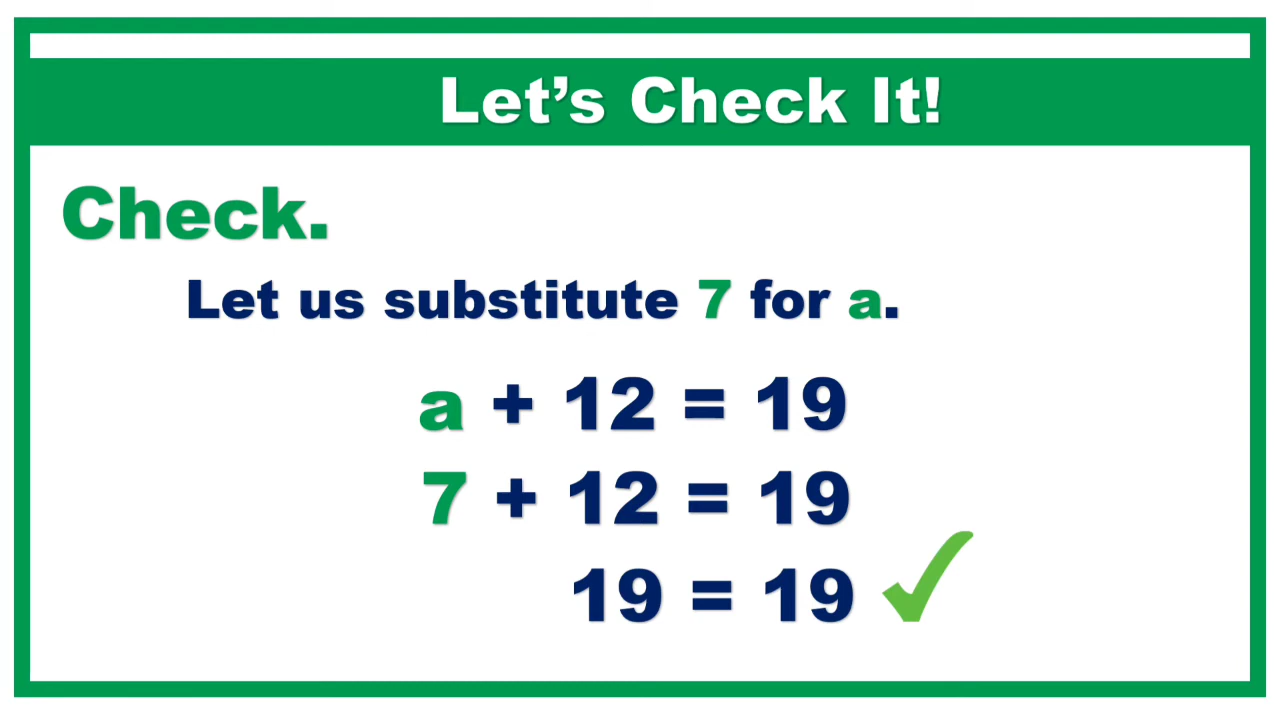 Let’s Check It!
Check.
Let us substitute 7 for a.
a + 12 = 19
7 + 12 = 19
19 = 19